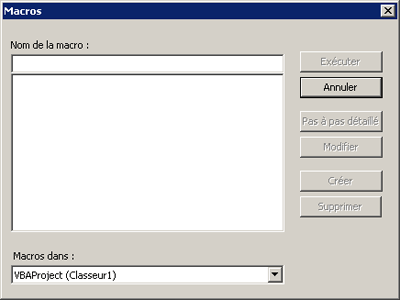 Macros
Nom de la macro :
Exécuter
Annuler
Pas à pas détaillé
Modifier
Créer
Supprimer
Macros dans :
VBAProject (Classeur1)